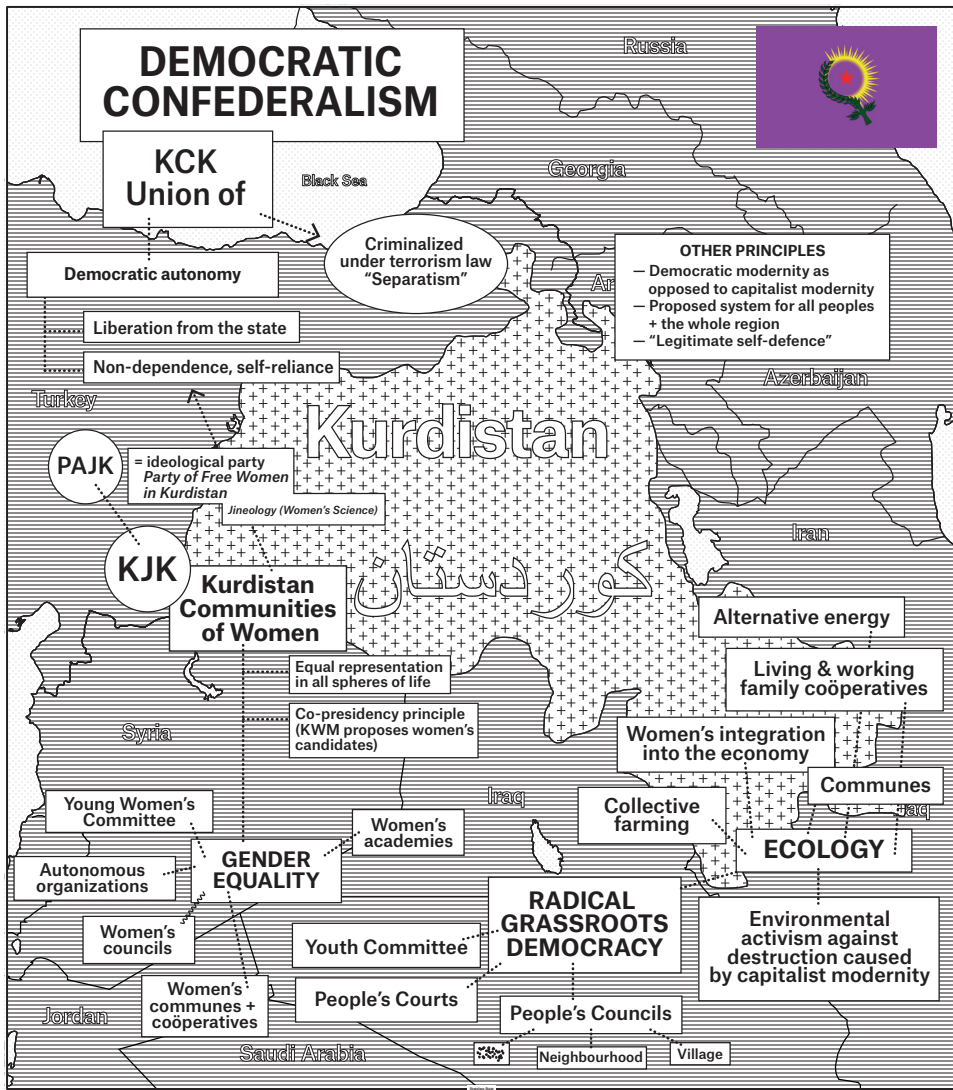 DEMOCRATIC
CONFEDERALISM
Russia
KCK
Union of
Black Sea
Georgia
Criminalized
under terrorism law
“Separatism”
OTHER PRINCIPLES
— Democratic modernity as
opposed to capitalist modernity
— Proposed system for all peoples
+ the whole region
— “Legitimate self-defence”
Democratic autonomy
Liberation from the state
Non-dependence, self-reliance
Turkey
Azerbaijan
Kurdistan
PAJK
= ideological party
Party of Free Women
in Kurdistan
Jineology (Women’s Science)
Iran
KJK
Kurdistan
Communities
of Women
كوردستان
Alternative energy
Equal representation
in all spheres of life
Living & working
family coöperatives
Co-presidency principle
(KWM proposes women’s
candidates)
Syria
Women’s integration
into the economy
Iraq
Communes
Iraq
Young Women’s
Committee
Collective
farming
Women’s
academies
GENDER
EQUALITY
ECOLOGY
Autonomous
organizations
RADICAL
GRASSROOTS
DEMOCRACY
Women’s
councils
Youth Committee
Environmental
activism against
destruction caused
by capitalist modernity
Women’s
communes +
coöperatives
People’s Courts
People’s Councils
Jordan
Saudi Arabia
Neighbourhood
Village